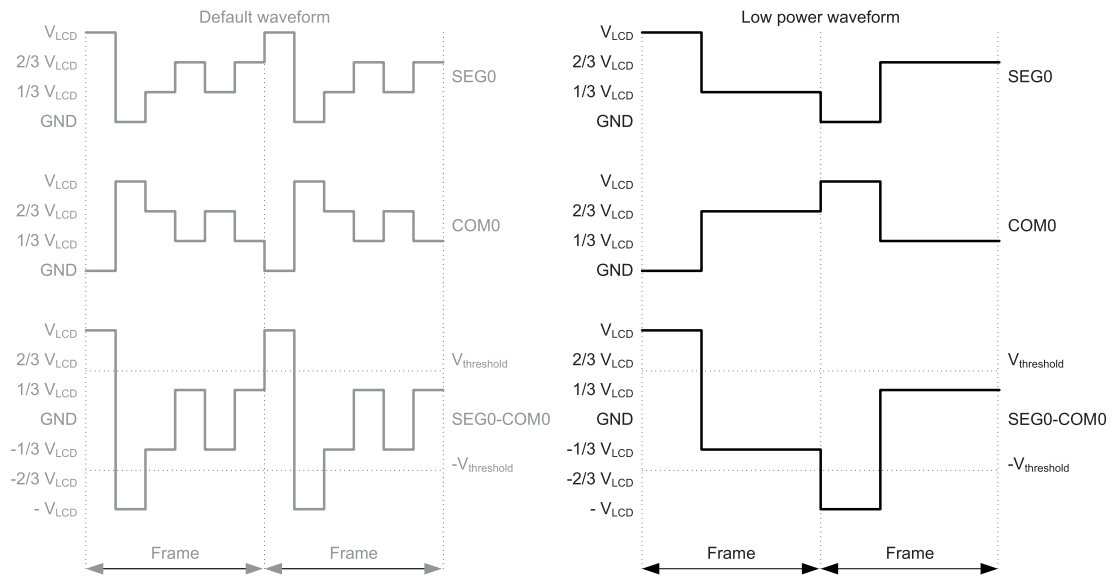 Default waveform
V_LCD
2/3 V_LCD
1/3 V_LCD
GND
SEG0
V_LCD
2/3 V_LCD
1/3 V_LCD
GND
COM0
V_LCD
2/3 V_LCD
1/3 V_LCD
GND
-1/3 V_LCD
-2/3 V_LCD
- V_LCD
V_threshold
SEG0-COM0
-V_threshold
Frame
Frame
Low power waveform
V_LCD
2/3 V_LCD
1/3 V_LCD
GND
SEG0
V_LCD
2/3 V_LCD
1/3 V_LCD
GND
COM0
V_LCD
2/3 V_LCD
1/3 V_LCD
GND
-1/3 V_LCD
-2/3 V_LCD
- V_LCD
V_threshold
SEG0-COM0
-V_threshold
Frame
Frame